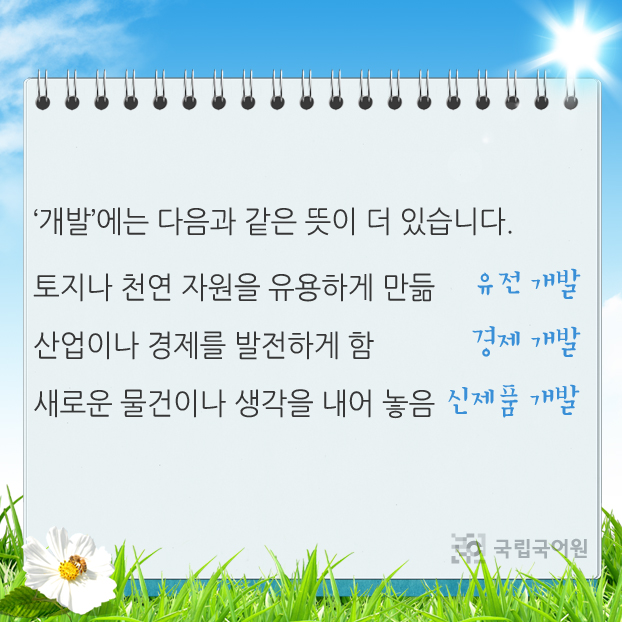 ‘개발’에는 다음과 같은 뜻이 더 있습니다.
토지나 천연 자원을 유용하게 만듦 유전 개발
산업이나 경제를 발전하게 함 경제 개발
새로운 물건이나 생각을 내어 놓음 신제품 개발
국립국어원